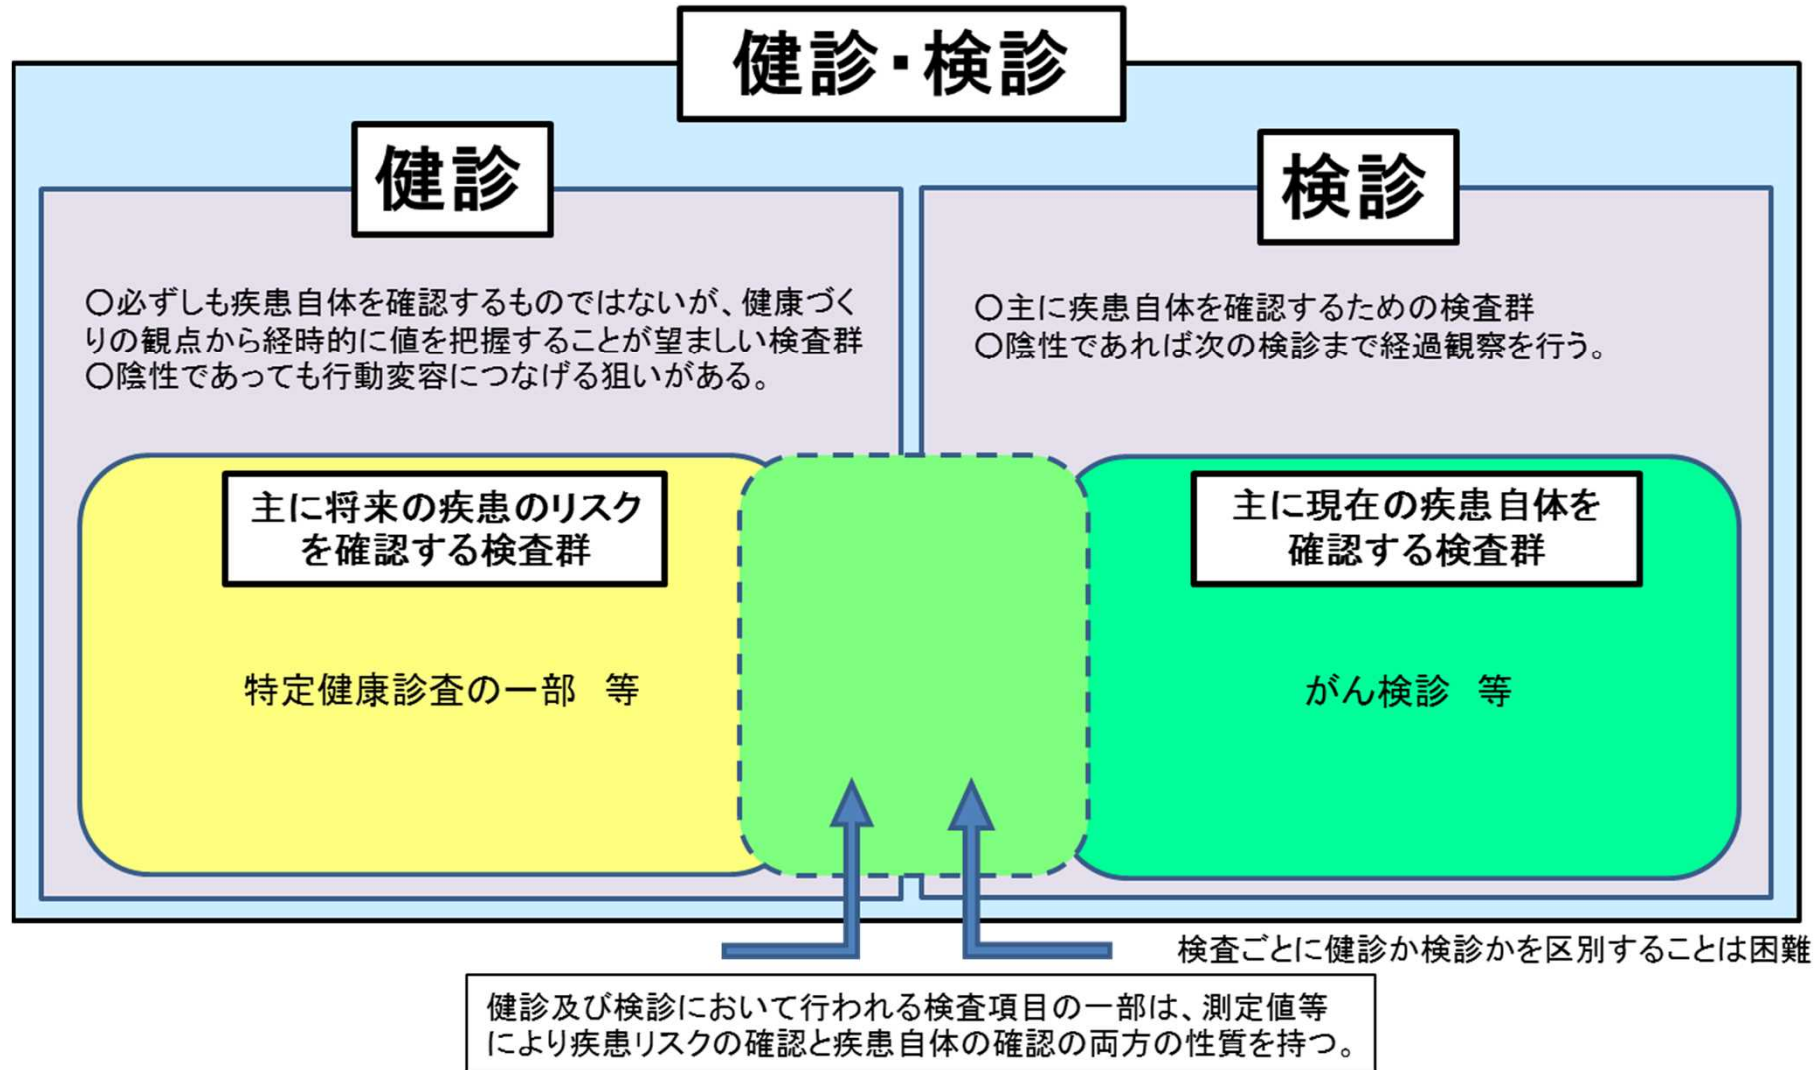 健診・検診
健診
○必ずしも疾患自体を確認するものではないが、健康づく
りの観点から経時的に値を把握することが望ましい検査群
○陰性であっても行動変容につなげる狙いがある。
検診
○主に疾患自体を確認するための検査群
○陰性であれば次の検診まで経過観察を行う。
主に将来の疾患のリスク
を確認する検査群
特定健康診査の一部　等
主に現在の疾患自体を
確認する検査群
がん検診　等
検査ごとに健診か検診かを区別することは困難
健診及び検診において行われる検査項目の一部は、測定値等
により疾患リスクの確認と疾患自体の確認の両方の性質を持つ。